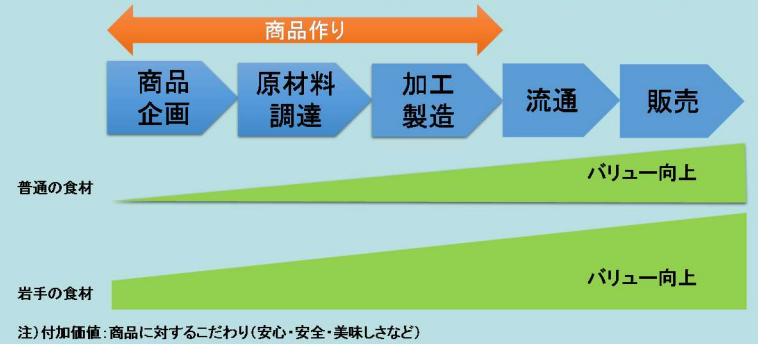 商品作り
商品
企画
原材料
調達
加工
製造
流通
販売
普通の食材
バリュー向上
岩手の食材
バリュー向上
注)付加価値:商品に対するこだわり(安心・安全・美味しさなど)